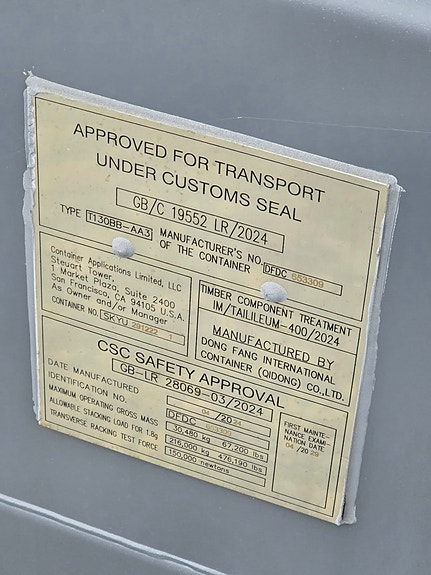 APPROVED FOR TRANSPORT
UNDER CUSTOMS SEAL
GB/C 19552 LR/2024
TYPE T130BB-AA3 MANUFACTURER'S NO. OF THE CONTAINER DFDC 653309
Container Applications Limited, LLC
Steuart Tower
1 Market Plaza, Suite 2400
San Francisco, CA 94105 U.S.A.
As Owner and/or Manager
CONTAINER NO. SKYU 291222 1
TIMBER COMPONENT TREATMENT
IM/TAILILEUM-400/2024
MANUFACTURED BY
DONG FANG INTERNATIONAL
CONTAINER (QIDONG) CO.,LTD.
CSC SAFETY APPROVAL
GB-LR 28069-03/2024
DATE MANUFACTURED 04 /2024
IDENTIFICATION NO. DFDC 653309
MAXIMUM OPERATING GROSS MASS 30,480 kg 67,200 lbs
ALLOWABLE STACKING LOAD FOR 1.8g 216,000 kg 476,190 lbs
TRANSVERSE RACKING TEST FORCE 150,000 newtons
FIRST MAINTE-
NANCE EXAMI-
NATION DATE
04 /2029